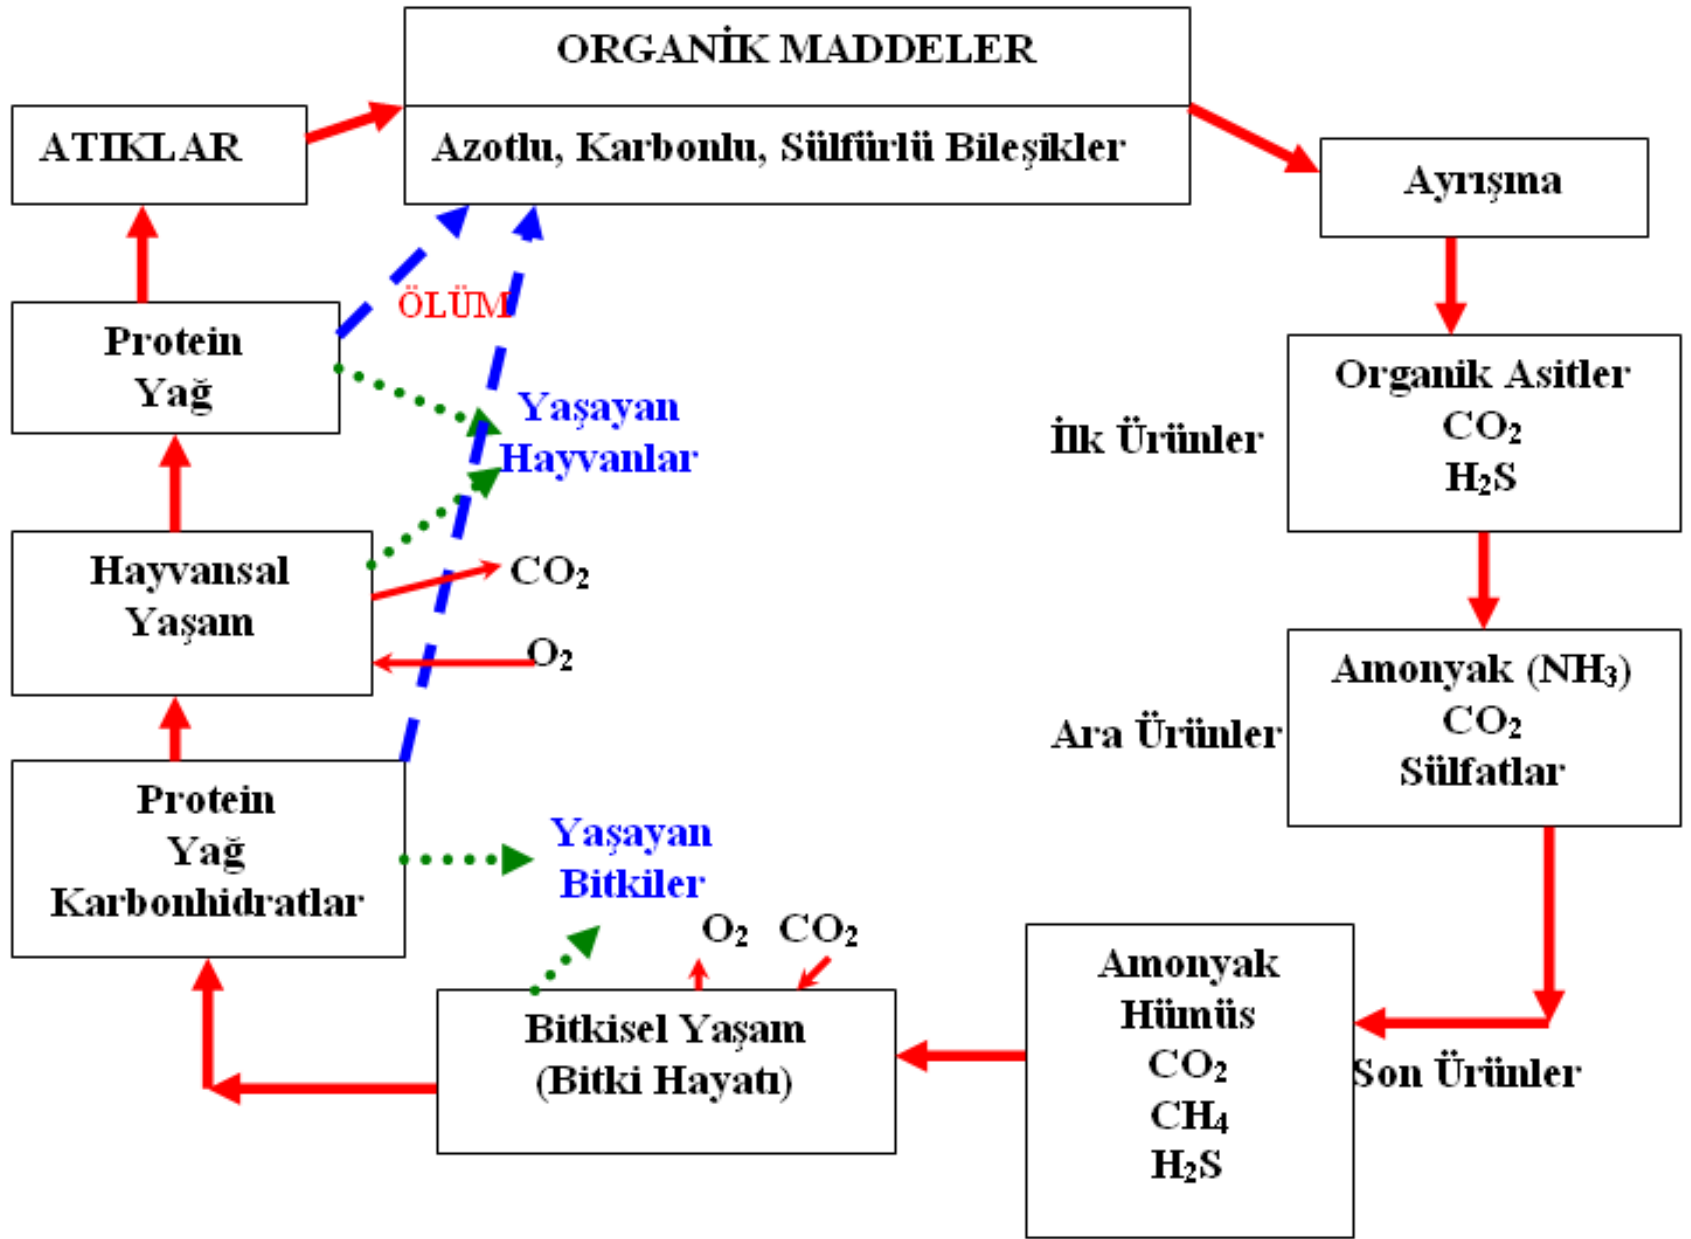 ORGANİK MADDELER
ATIKLAR
Azotlu, Karbonlu, Sülfürlü Bileşikler
Ayrışma
ÖLÜM
Protein
Yağ
Yaşayan
Hayvanlar
İlk Ürünler
Organik Asitler
CO₂
H₂S
Hayvansal
Yaşam
CO₂
O₂
Ara Ürünler
Amonyak (NH₃)
CO₂
Sülfatlar
Protein
Yağ
Karbonhidratlar
Yaşayan
Bitkiler
O₂ CO₂
Bitkisel Yaşam
(Bitki Hayatı)
Amonyak
Hümüs
CO₂
CH₄
H₂S
Son Ürünler